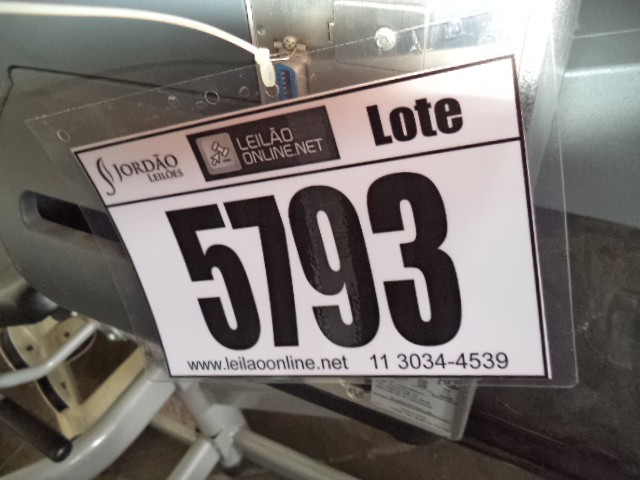 JORDÃO
LEILÕES
LEILÃO
ONLINE.NET
Lote
5793
www.leilaoonline.net 11 3034-4539